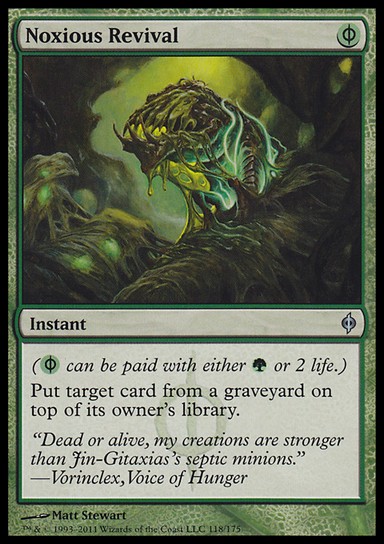 Noxious Revival
Instant
( can be paid with either or 2 life.)
Put target card from a graveyard on
top of its owner's library.
"Dead or alive, my creations are stronger
than Jin-Gitaxias's septic minions."
—Vorinclex, Voice of Hunger
Matt Stewart
™ & © 1993–2011 Wizards of the Coast LLC 118/175